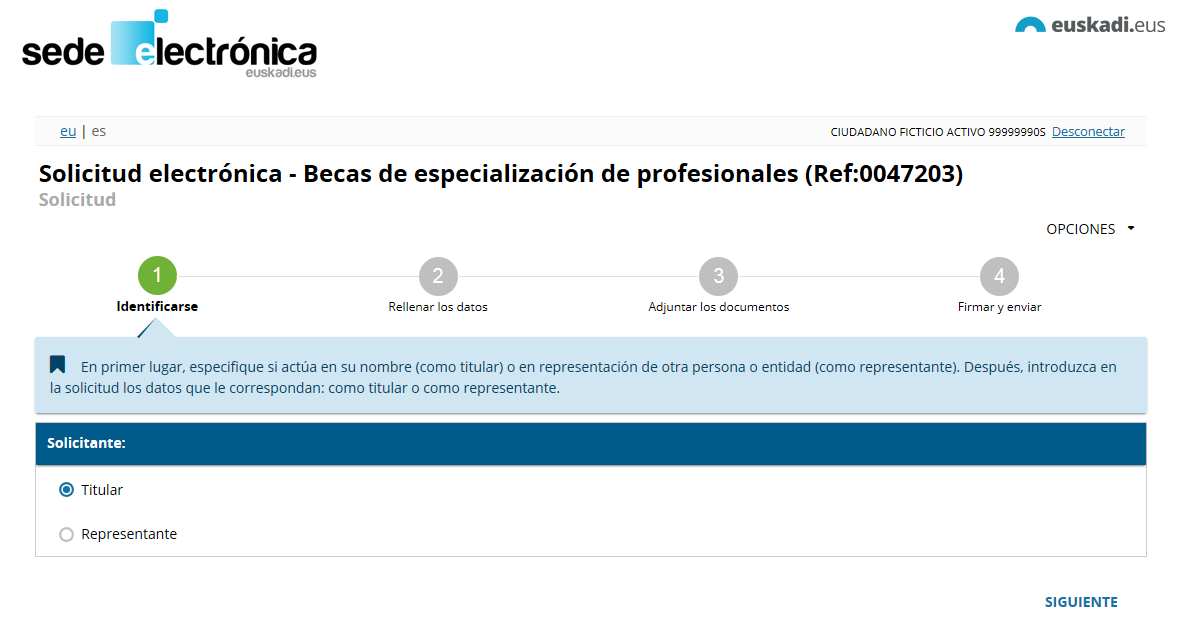 sede electrónica
euskadi.eus
euskadi.eus
eu | es
CIUDADANO FICTICIO ACTIVO 99999990S Desconectar
Solicitud electrónica - Becas de especialización de profesionales (Ref:0047203)
Solicitud
OPCIONES
1 2 3 4
Identificarse Rellenar los datos Adjuntar los documentos Firmar y enviar
En primer lugar, especifique si actúa en su nombre (como titular) o en representación de otra persona o entidad (como representante). Después, introduzca en
la solicitud los datos que le correspondan: como titular o como representante.
Solicitante:
Titular
Representante
SIGUIENTE